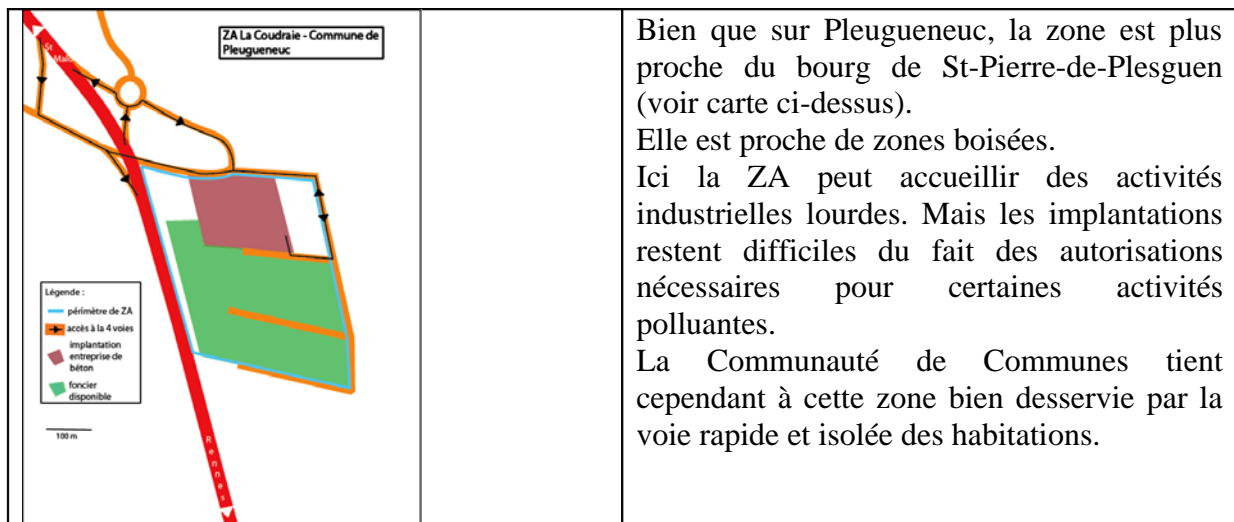 ZA La Coudraie - Commune de
Pleugueneuc
St
Malo
Légende :
périmètre de ZA
accès à la 4 voies
implantation
entreprise de
béton
foncier
disponible
100 m
Rennes
Bien que sur Pleugueneuc, la zone est plus
proche du bourg de St-Pierre-de-Plesguen
(voir carte ci-dessus).
Elle est proche de zones boisées.
Ici la ZA peut accueillir des activités
industrielles lourdes. Mais les implantations
restent difficiles du fait des autorisations
nécessaires pour certaines activités
polluantes.
La Communauté de Communes tient
cependant à cette zone bien desservie par la
voie rapide et isolée des habitations.